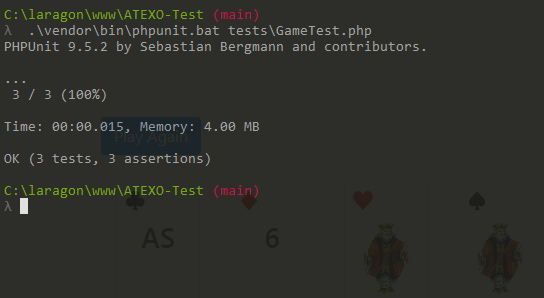 C:\laragon\www\ATEXO-Test (main)
λ .\vendor\bin\phpunit.bat tests\GameTest.php
PHPUnit 9.5.2 by Sebastian Bergmann and contributors.
...
3 / 3 (100%)
Time: 00:00.015, Memory: 4.00 MB
Play Again
OK (3 tests, 3 assertions)
C:\laragon\www\ATEXO-Test (main)
λ
AS 6